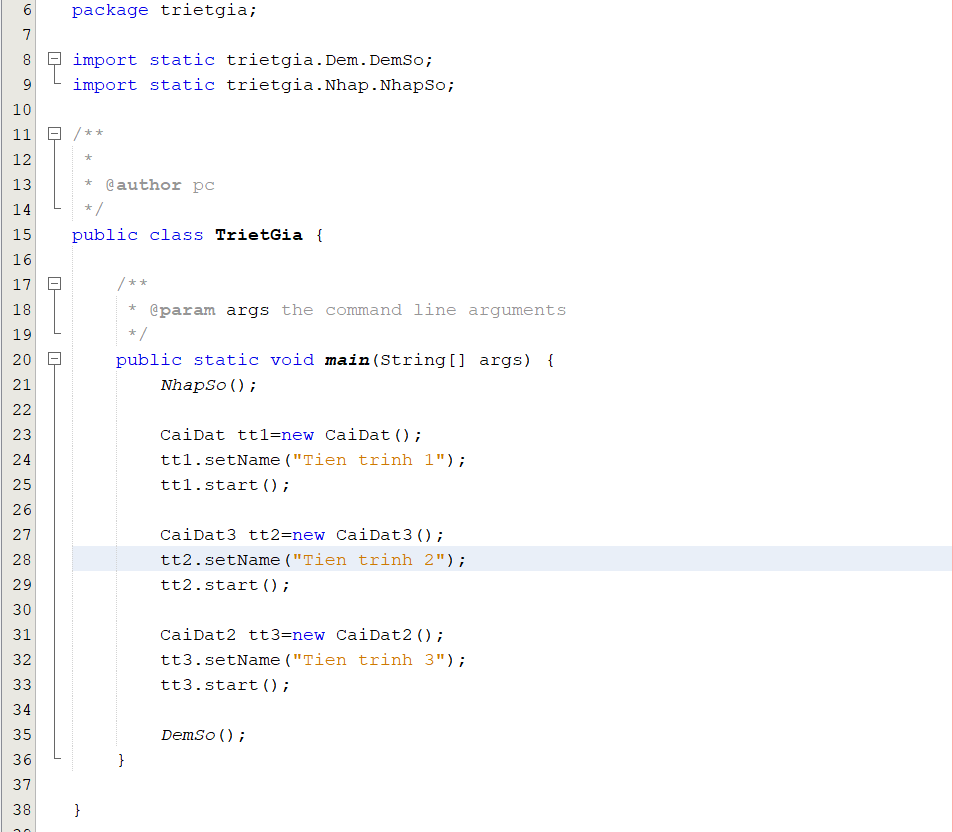 6 package trietgia;
7
8 import static trietgia.Dem.DemSo;
9 import static trietgia.Nhap.NhapSo;
10
11 /**
12 *
13 * @author pc
14 */
15 public class TrietGia {
16
17 /**
18 * @param args the command line arguments
19 */
20 public static void main(String[] args) {
21 NhapSo();
22
23 CaiDat tt1=new CaiDat();
24 tt1.setName("Tien trinh 1");
25 tt1.start();
26
27 CaiDat3 tt2=new CaiDat3();
28 tt2.setName("Tien trinh 2");
29 tt2.start();
30
31 CaiDat2 tt3=new CaiDat2();
32 tt3.setName("Tien trinh 3");
33 tt3.start();
34
35 DemSo();
36 }
37
38 }